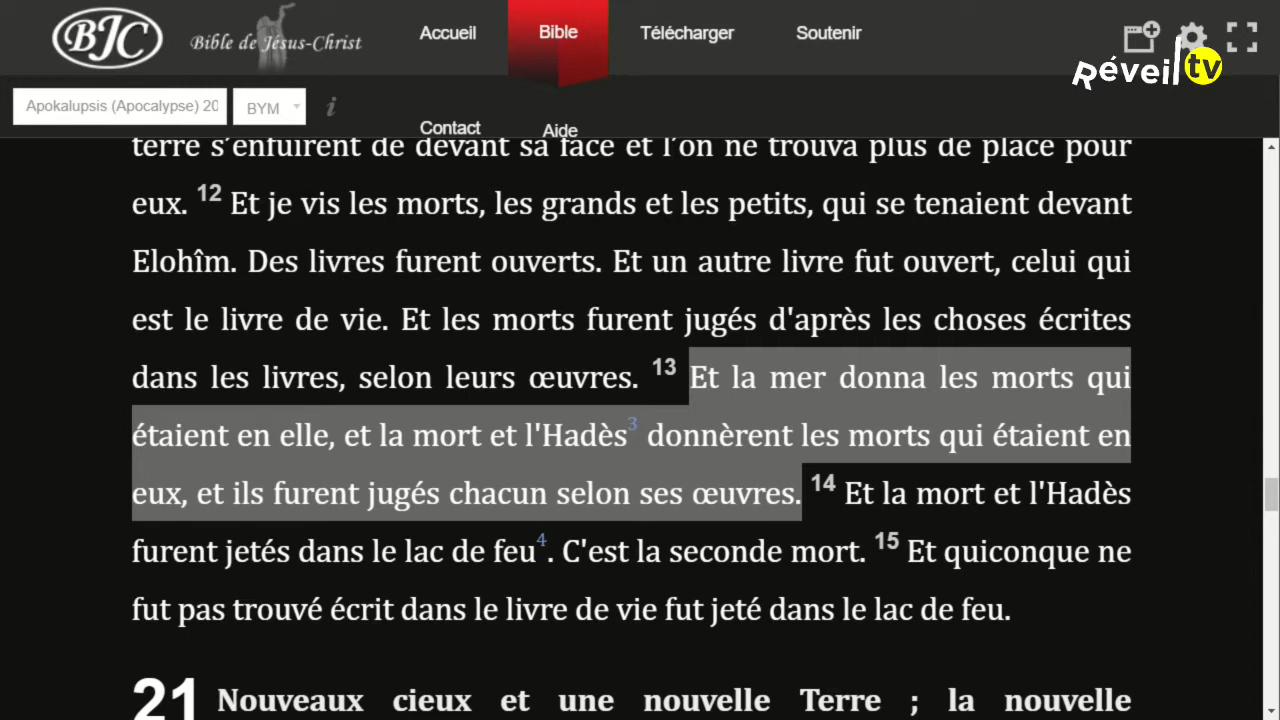 BJC Bible de Jésus-Christ
Accueil Bible Télécharger Soutenir
Réveil tv
Apokalupsis (Apocalypse) 20 BYM i
Contact Aide
terre s'enfuirent de devant sa face et l'on ne trouva plus de place pour
eux. 12 Et je vis les morts, les grands et les petits, qui se tenaient devant
Elohîm. Des livres furent ouverts. Et un autre livre fut ouvert, celui qui
est le livre de vie. Et les morts furent jugés d'après les choses écrites
dans les livres, selon leurs œuvres. 13 Et la mer donna les morts qui
étaient en elle, et la mort et l'Hadès3 donnèrent les morts qui étaient en
eux, et ils furent jugés chacun selon ses œuvres. 14 Et la mort et l'Hadès
furent jetés dans le lac de feu4. C'est la seconde mort. 15 Et quiconque ne
fut pas trouvé écrit dans le livre de vie fut jeté dans le lac de feu.
21 Nouveaux cieux et une nouvelle Terre ; la nouvelle